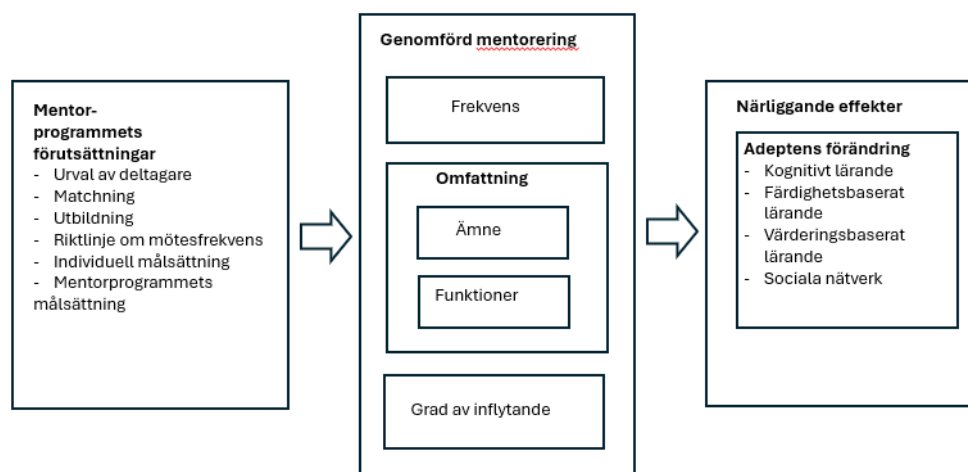 Mentor-
programmets
förutsättningar
- Urval av deltagare
- Matchning
- Utbildning
- Riktlinje om mötesfrekvens
- Individuell målsättning
- Mentorprogrammets
målsättning
Genomförd mentorering
Frekvens
Omfattning
Ämne
Funktioner
Grad av inflytande
Närliggande effekter
Adeptens förändring
- Kognitivt lärande
- Färdighetsbaserat
lärande
- Värderingsbaserat
lärande
- Sociala nätverk